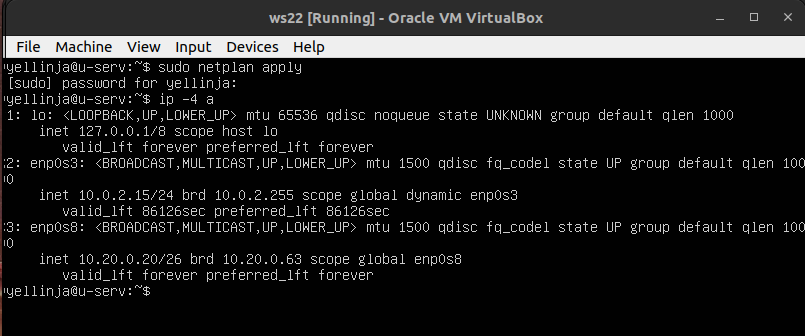 ws22 [Running] - Oracle VM VirtualBox
File Machine View Input Devices Help
yellinja@u-serv:~$ sudo netplan apply
[sudo] password for yellinja:
yellinja@u-serv:~$ ip -4 a
1: lo: <LOOPBACK,UP,LOWER_UP> mtu 65536 qdisc noqueue state UNKNOWN group default qlen 1000
inet 127.0.0.1/8 scope host lo
valid_lft forever preferred_lft forever
2: enp0s3: <BROADCAST,MULTICAST,UP,LOWER_UP> mtu 1500 qdisc fq_codel state UP group default qlen 100
0
inet 10.0.2.15/24 brd 10.0.2.255 scope global dynamic enp0s3
valid_lft 86126sec preferred_lft 86126sec
3: enp0s8: <BROADCAST,MULTICAST,UP,LOWER_UP> mtu 1500 qdisc fq_codel state UP group default qlen 100
0
inet 10.20.0.20/26 brd 10.20.0.63 scope global enp0s8
valid_lft forever preferred_lft forever
yellinja@u-serv:~$